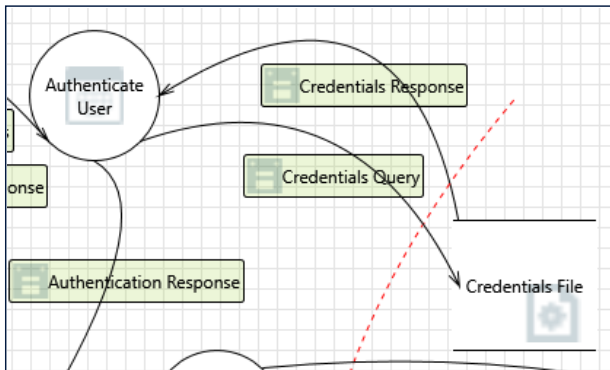 Authenticate
User
Credentials Response
s
Credentials Query
onse
Authentication Response
Credentials File